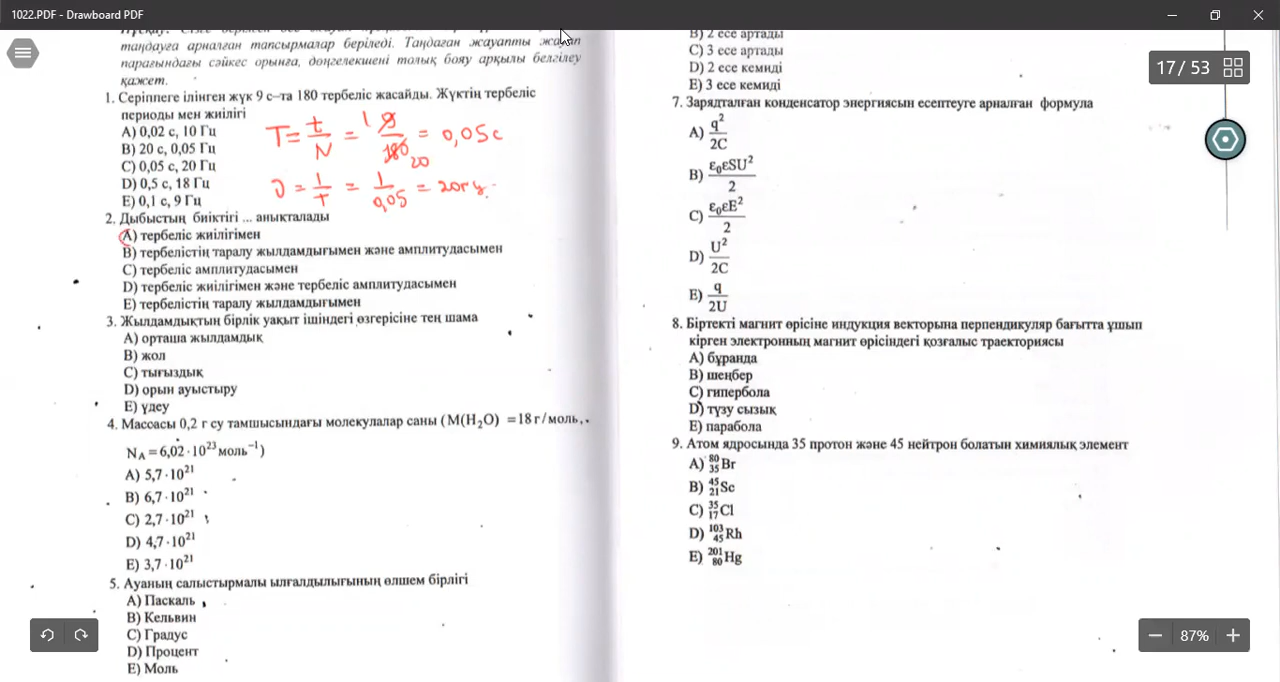 1022.PDF - Drawboard PDF
таңдауға арналған тапсырмалар беріледі. Таңдаған жауапты жауап
парағындағы сәйкес орынға, дөңгелекшені толық бояу арқылы белгілеу
қажет.
1. Серіппеге ілінген жүк 9 с–та 180 тербеліс жасайды. Жүктің тербеліс
периоды мен жиілігі
A) 0,02 с, 10 Гц
B) 20 с, 0,05 Гц
C) 0,05 с, 20 Гц
D) 0,5 с, 18 Гц
E) 0,1 с, 9 Гц
T = t/N = 1 9/180 20 = 0,05с
υ = 1/T = 1/0,05 = 20гц.
2. Дыбыстың биіктігі ... анықталады
A) тербеліс жиілігімен
B) тербелістің таралу жылдамдығымен және амплитудасымен
C) тербеліс амплитудасымен
D) тербеліс жиілігімен және тербеліс амплитудасымен
E) тербелістің таралу жылдамдығымен
3. Жылдамдықтың бірлік уақыт ішіндегі өзгерісіне тең шама
A) орташа жылдамдық
B) жол
C) тығыздық
D) орын ауыстыру
E) үдеу
4. Массасы 0,2 г су тамшысындағы молекулалар саны (M(H₂O) =18 г/моль,
N_A = 6,02 · 10²³ моль⁻¹)
A) 5,7 · 10²¹
B) 6,7 · 10²¹
C) 2,7 · 10²¹
D) 4,7 · 10²¹
E) 3,7 · 10²¹
5. Ауаның салыстырмалы ылғалдылығының өлшем бірлігі
A) Паскаль
B) Кельвин
C) Градус
D) Процент
E) Моль
B) 2 есе артады
C) 3 есе артады
D) 2 есе кемиді
E) 3 есе кемиді
7. Зарядталған конденсатор энергиясын есептеуге арналған формула
A) q²/2C
B) ε₀εSU²/2
C) ε₀εE²/2
D) U²/2C
E) q/2U
8. Біртекті магнит өрісіне индукция векторына перпендикуляр бағытта ұшып
кірген электронның магнит өрісіндегі қозғалыс траекториясы
A) бұранда
B) шеңбер
C) гипербола
D) түзу сызық
E) парабола
9. Атом ядросында 35 протон және 45 нейтрон болатын химиялық элемент
A) ⁸⁰₃₅Br
B) ⁴⁵₂₁Sc
C) ³⁵₁₇Cl
D) ¹⁰³₄₅Rh
E) ²⁰¹₈₀Hg
17 / 53
87%